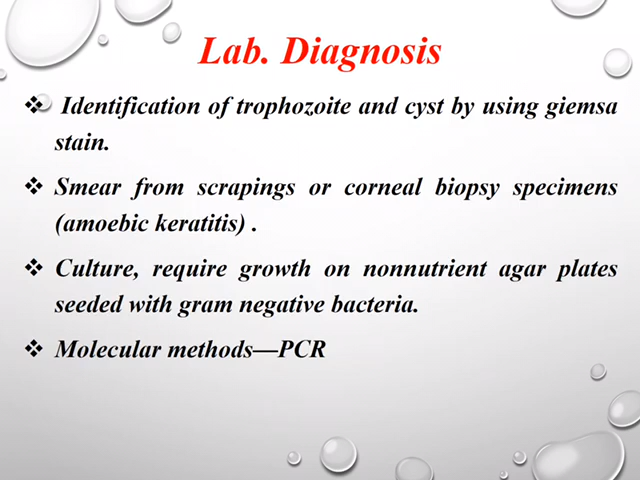 Lab. Diagnosis
❖ Identification of trophozoite and cyst by using giemsa
stain.
❖ Smear from scrapings or corneal biopsy specimens
(amoebic keratitis) .
❖ Culture, require growth on nonnutrient agar plates
seeded with gram negative bacteria.
❖ Molecular methods—PCR